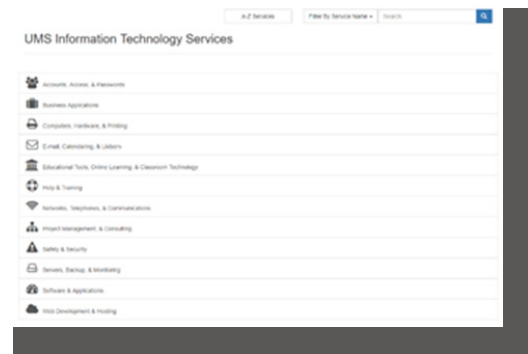 A-Z Services
Filter By Service Name
Search
UMS Information Technology Services
Accounts, Access, & Passwords
Business Applications
Computers, Hardware, & Printing
E-mail, Calendaring, & Listserv
Educational Tools, Online Learning, & Classroom Technology
Help & Training
Networks, Telephones, & Communications
Project Management, & Consulting
Safety & Security
Servers, Backup, & Monitoring
Software & Applications
Web Development & Hosting